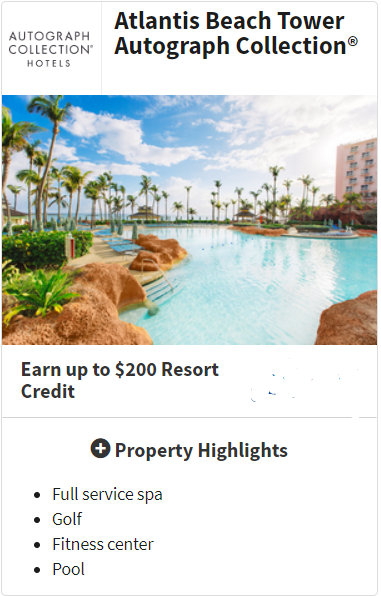 AUTOGRAPH
COLLECTION®
HOTELS
Atlantis Beach Tower
Autograph Collection®
Earn up to $200 Resort
Credit
Property Highlights
Full service spa
Golf
Fitness center
Pool